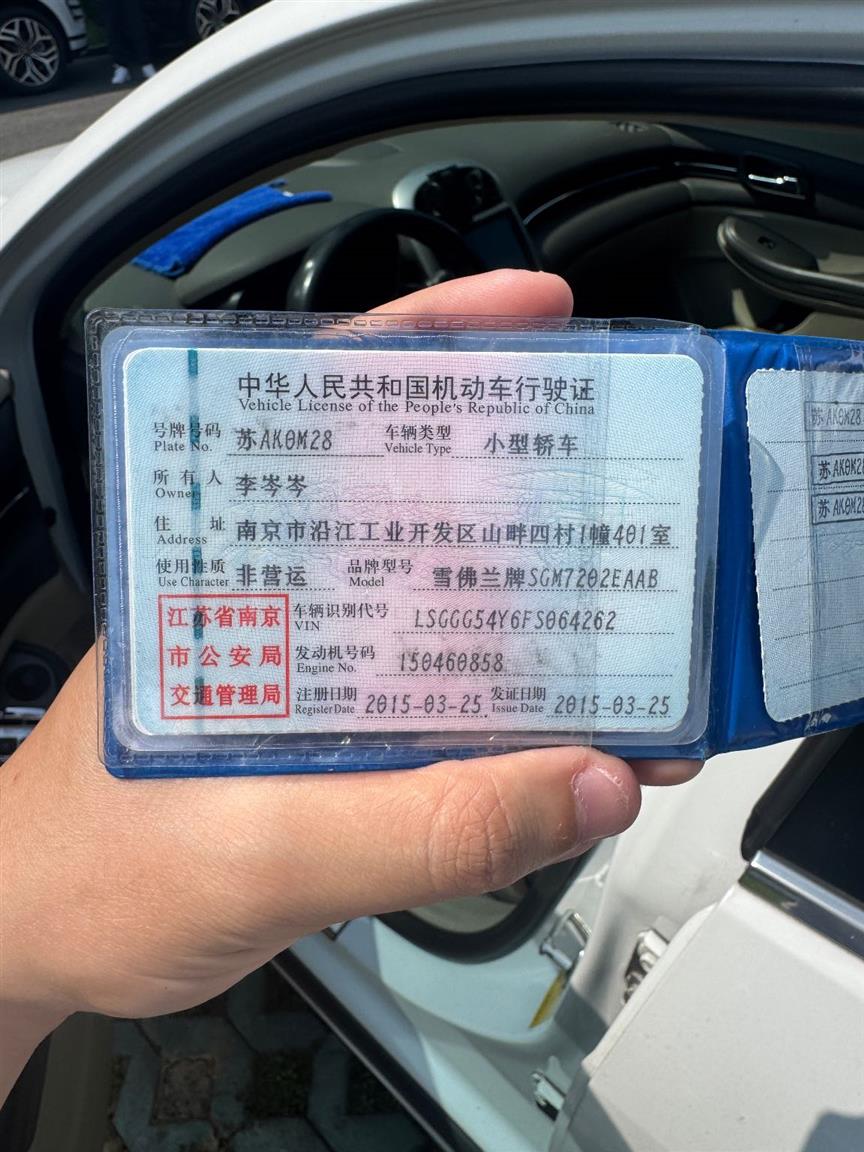 中华人民共和国机动车行驶证
Vehicle License of the People's Republic of China
号牌号码 苏AK0M28 车辆类型 小型轿车
Plate No. Vehicle Type
所有人 李岑岑
Owner
住址 南京市沿江工业开发区山畔四村1幢401室
Address
使用性质 非营运 品牌型号 雪佛兰牌SGM7202EAAB
Use Character Model
江苏省南京
市公安局
交通管理局
车辆识别代号 LSGGG54Y6FS064262
VIN
发动机号码 150460858
Engine No.
注册日期 2015-03-25 发证日期 2015-03-25
Register Date Issue Date
苏AK0M28
苏AK0M28
苏AK0M28